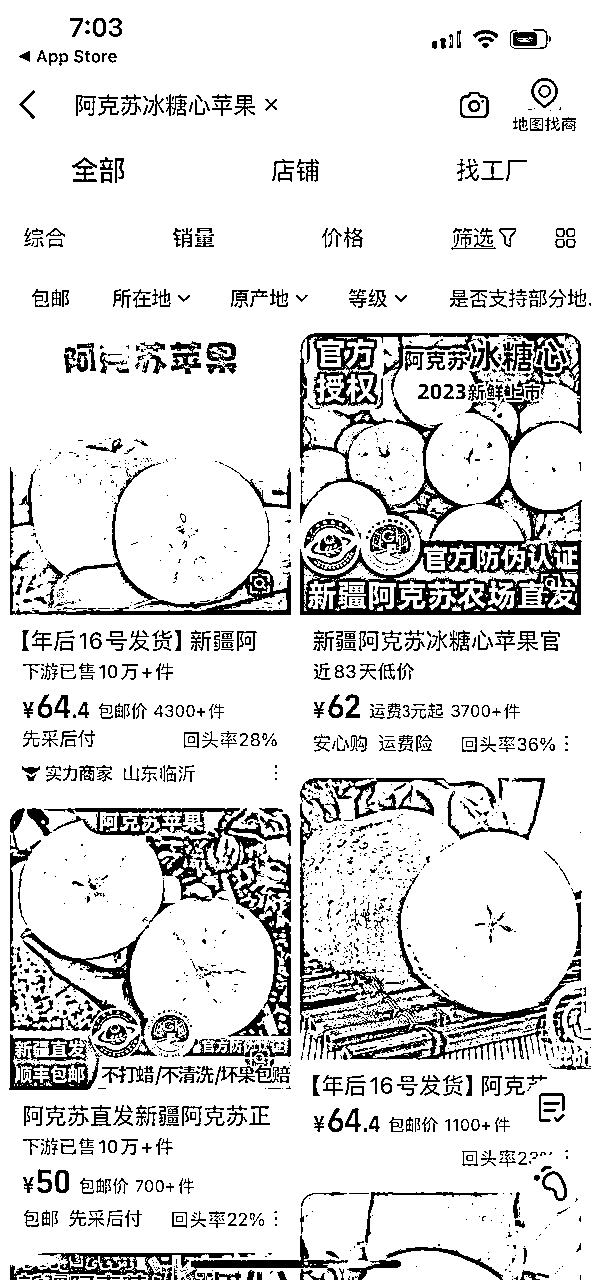 7:03
App Store
阿克苏冰糖心苹果 ×
地图找商
全部 店铺 找工厂
综合 销量 价格 筛选
包邮 所在地 原产地 等级 是否支持部分地.
阿克苏苹果
【年后16号发货】新疆阿
下游已售10万+件
¥64.4 包邮价 4300+件
先采后付 回头率28%
实力商家 山东临沂
官方
授权
阿克苏冰糖心
2023新鲜上市
官方防伪认证
新疆阿克苏农场直发
新疆阿克苏冰糖心苹果官
近83天低价
¥62 运费3元起 3700+件
安心购 运费险 回头率36%
阿克苏苹果
新疆直发
顺丰包邮
官方防伪认证
不打蜡/不清洗/坏果包赔
阿克苏直发新疆阿克苏正
下游已售10万+件
¥50 包邮价 700+件
包邮 先采后付 回头率22%
【年后16号发货】阿克苏
¥64.4 包邮价 1100+件
回头率23%